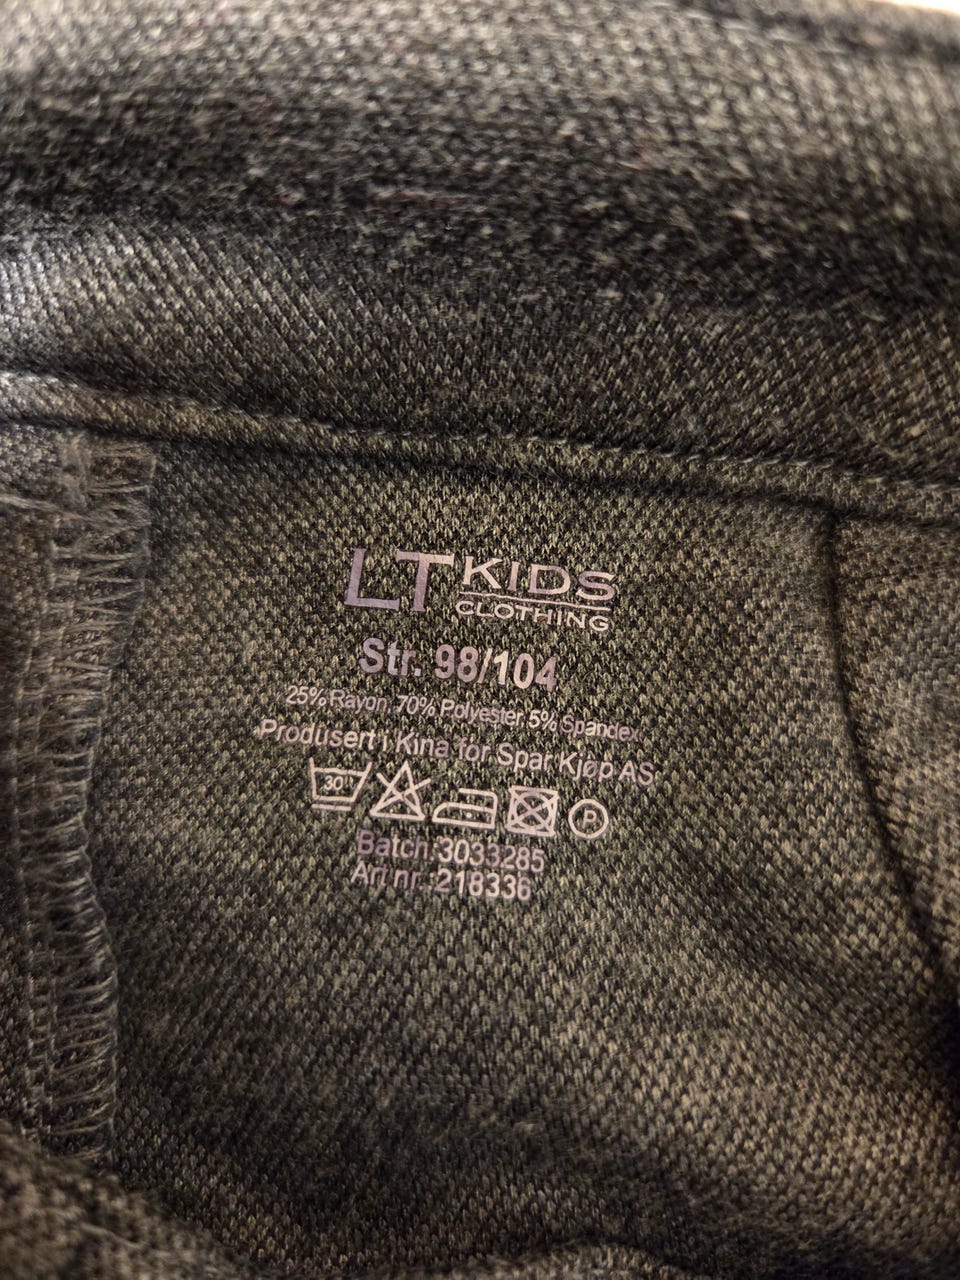 LT KIDS
CLOTHING
Str. 98/104
25% Rayon, 70% Polyester, 5% Spandex,
Produsert i Kina for Spar Kjøp AS
30° P
Batch:3033285
Art nr.:218336